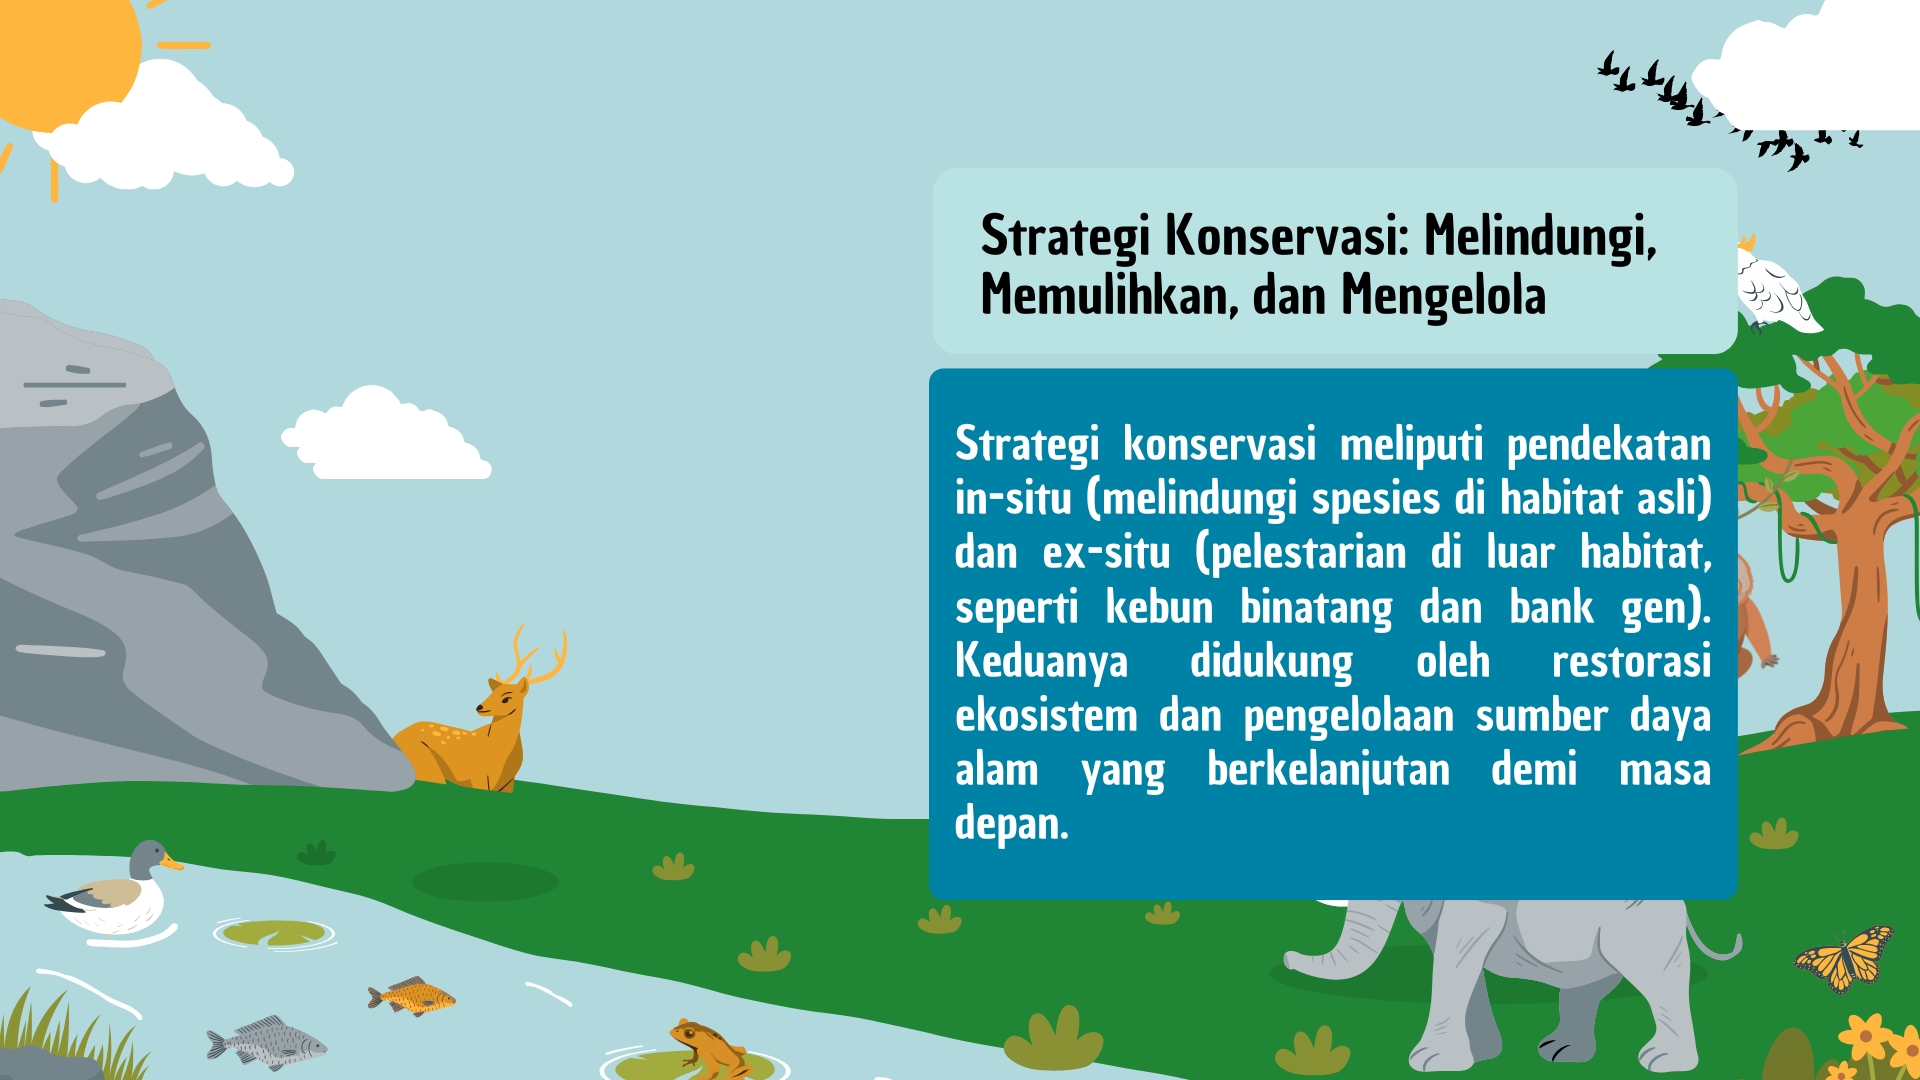 Strategi Konservasi: Melindungi,
Memulihkan, dan Mengelola
Strategi konservasi meliputi pendekatan
in-situ (melindungi spesies di habitat asli)
dan ex-situ (pelestarian di luar habitat,
seperti kebun binatang dan bank gen).
Keduanya didukung oleh restorasi
ekosistem dan pengelolaan sumber daya
alam yang berkelanjutan demi masa
depan.